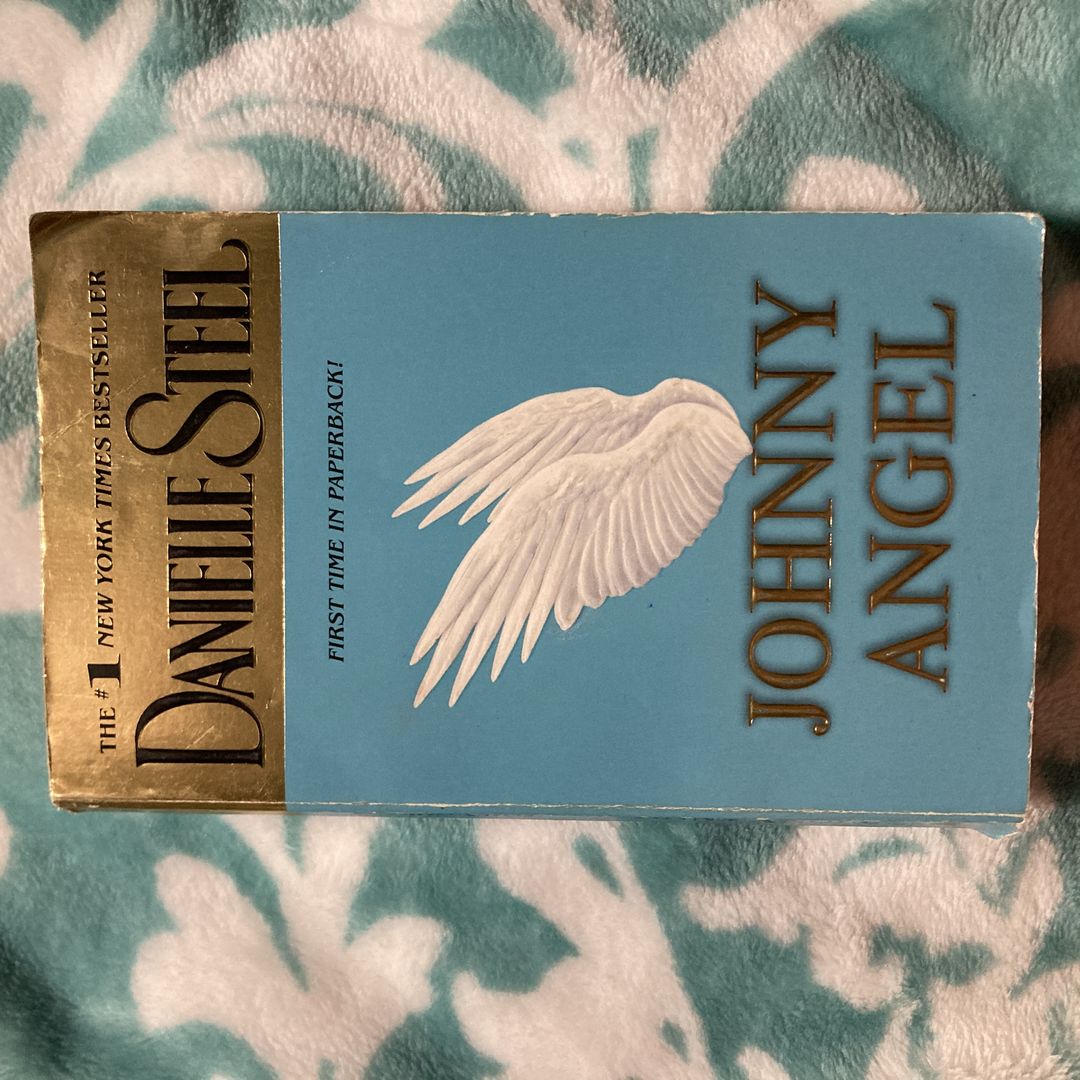 THE #1 NEW YORK TIMES BESTSELLER
DANIELLE STEEL
FIRST TIME IN PAPERBACK!
JOHNNY
ANGEL